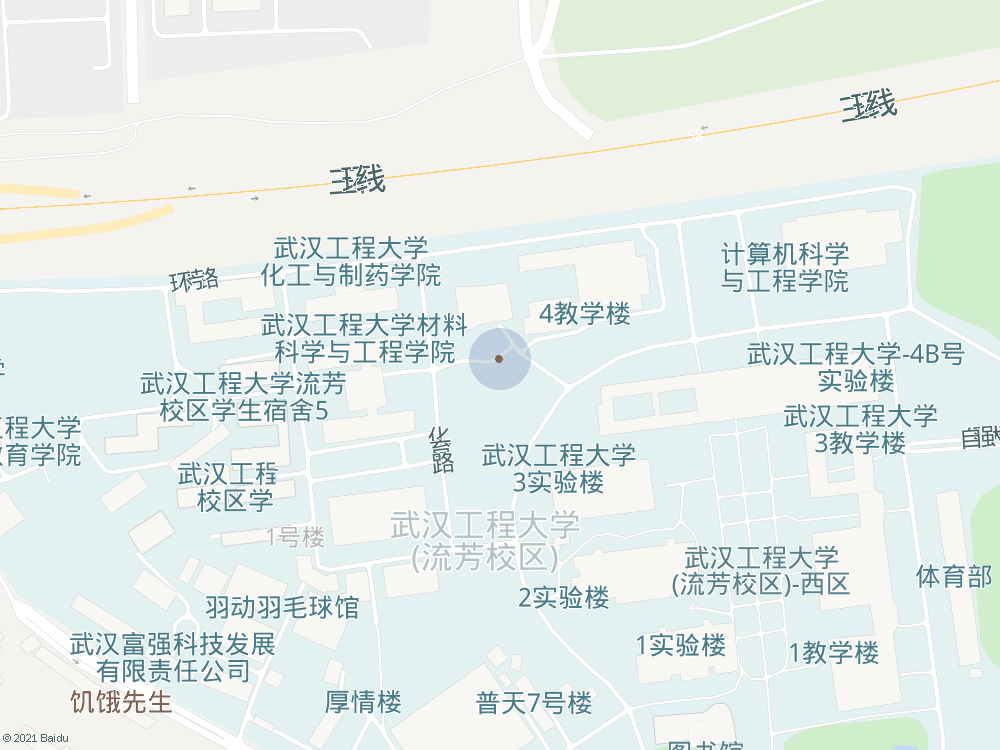 三环线
三环线
武汉工程大学
化工与制药学院
计算机科学
与工程学院
环湾路
4教学楼
武汉工程大学材料
科学与工程学院
武汉工程大学-4B号
实验楼
武汉工程大学流芳
校区学生宿舍5
武汉工程大学
3教学楼
工程大学
教育学院
化育路
武汉工程大学
3实验楼
武汉工程
校区学
1号楼
武汉工程大学
(流芳校区)
武汉工程大学
(流芳校区)-西区
体育部
2实验楼
羽动羽毛球馆
武汉富强科技发展
有限责任公司
1实验楼
1教学楼
饥饿先生
厚情楼
普天7号楼
图书馆
© 2021 Baidu